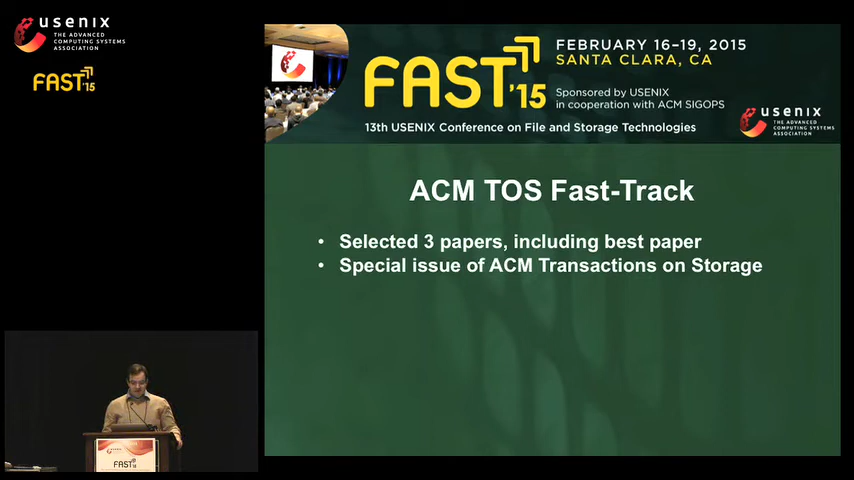 usenix
THE ADVANCED
COMPUTING SYSTEMS
ASSOCIATION
FAST '15
FAST '15
FEBRUARY 16–19, 2015
SANTA CLARA, CA
Sponsored by USENIX
in cooperation with ACM SIGOPS
13th USENIX Conference on File and Storage Technologies
usenix
THE ADVANCED
COMPUTING SYSTEMS
ASSOCIATION
ACM TOS Fast-Track
• Selected 3 papers, including best paper
• Special issue of ACM Transactions on Storage
FAST